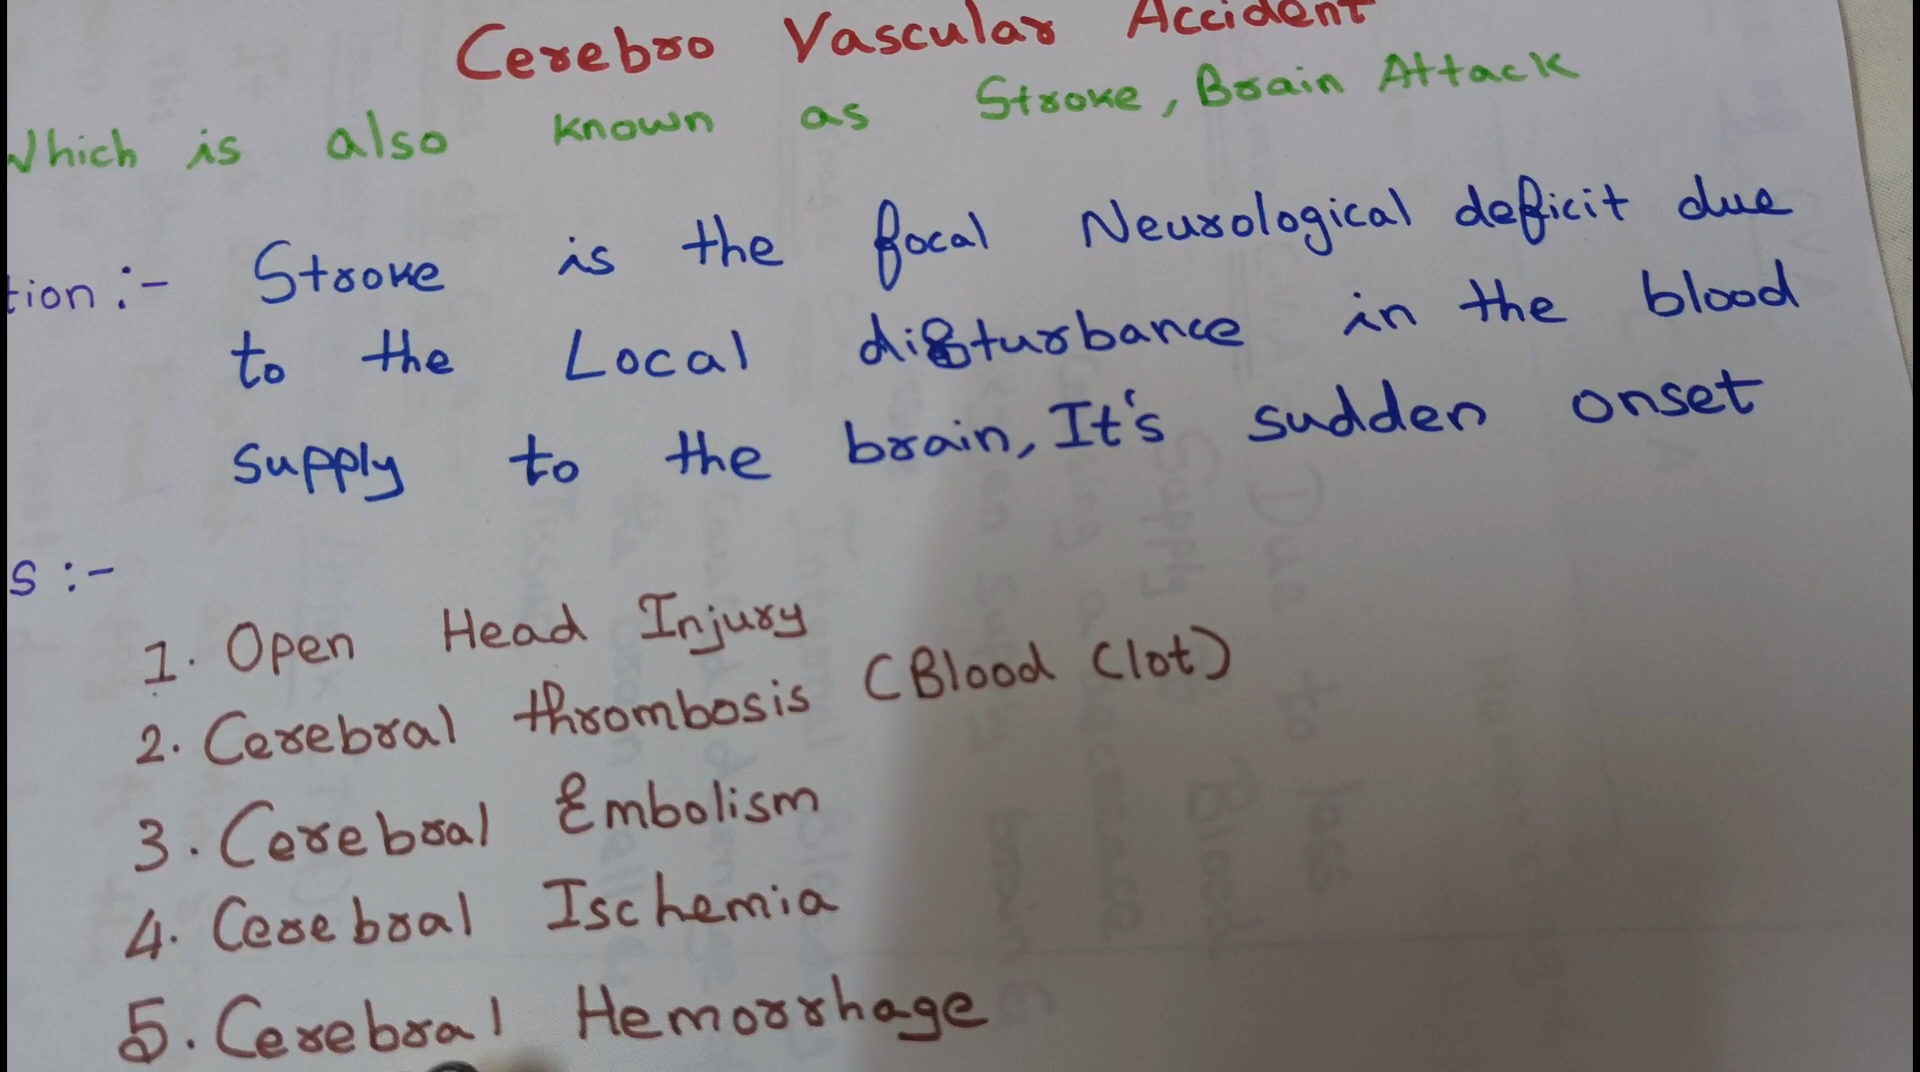 Cerebro Vascular Accident
Which is also known as Stroke, Brain Attack
tion :- Stroke is the focal Neurological deficit due
to the Local disturbance in the blood
supply to the brain, It's sudden onset
s :-
1. Open Head Injury
2. Cerebral thrombosis (Blood Clot)
3. Cerebral Embolism
4. Cerebral Ischemia
5. Cerebral Hemorrhage